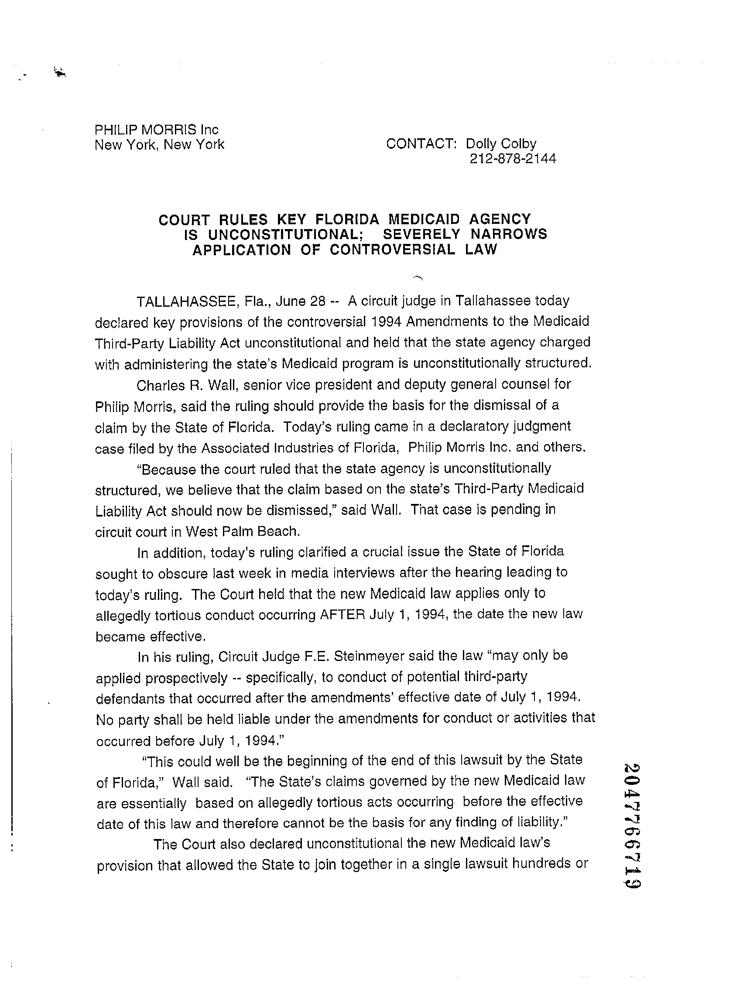 PHILIP MORRIS Inc
New York, New York
CONTACT: Dolly Colby
212-878-2144
COURT RULES KEY FLORIDA MEDICAID AGENCY
IS UNCONSTITUTIONAL; SEVERELY NARROWS
APPLICATION OF CONTROVERSIAL LAW
TALLAHASSEE, Fla., June 28 -- A circuit judge in Tallahassee today
declared key provisions of the controversial 1994 Amendments to the Medicaid
Third-Party Liability Act unconstitutional and held that the state agency charged
with administering the state's Medicaid program is unconstitutionally structured.
Charles R. Wall, senior vice president and deputy general counsel for
Philip Morris, said the ruling should provide the basis for the dismissal of a
claim by the State of Florida. Today's ruling came in a declaratory judgment
case filed by the Associated Industries of Florida, Philip Morris Inc. and others.
"Because the court ruled that the state agency is unconstitutionally
structured, we believe that the claim based on the state's Third-Party Medicaid
Liability Act should now be dismissed," said Wall. That case is pending in
circuit court in West Palm Beach.
In addition, today's ruling clarified a crucial issue the State of Florida
sought to obscure last week in media interviews after the hearing leading to
today's ruling. The Court held that the new Medicaid law applies only to
allegedly tortious conduct occurring AFTER July 1, 1994, the date the new law
became effective.
In his ruling, Circuit Judge F.E. Steinmeyer said the law "may only be
applied prospectively -- specifically, to conduct of potential third-party
defendants that occurred after the amendments' effective date of July 1, 1994.
No party shall be held liable under the amendments for conduct or activities that
occurred before July 1, 1994."
"This could well be the beginning of the end of this lawsuit by the State
of Florida," Wall said. "The State's claims governed by the new Medicaid law
are essentially based on allegedly tortious acts occurring before the effective
date of this law and therefore cannot be the basis for any finding of liability."
The Court also declared unconstitutional the new Medicaid law's
provision that allowed the State to join together in a single lawsuit hundreds or
2047766719